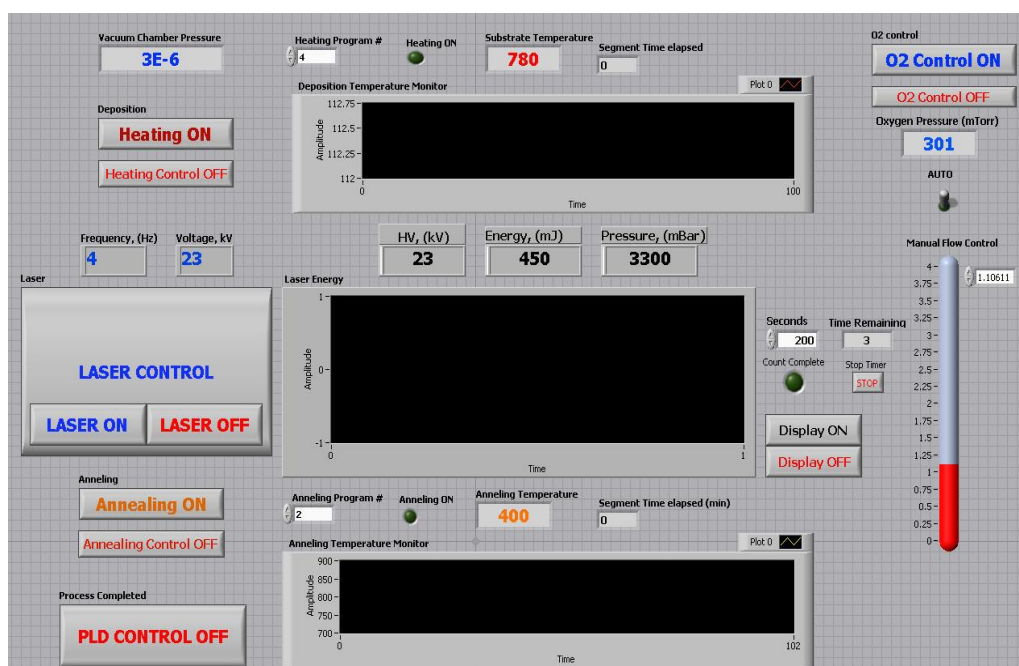 Vacuum Chamber Pressure
3E-6
Heating Program #
4
Heating ON
Substrate Temperature
780
Segment Time elapsed
0
O2 control
O2 Control ON
O2 Control OFF
Oxygen Pressure (mTorr)
301
AUTO
Deposition
Heating ON
Heating Control OFF
Deposition Temperature Monitor
Plot 0
112.75
112.5
112.25
112
Amplitude
0
100
Time
Frequency, (Hz)
4
Voltage, kV
23
HV, (kV)
23
Energy, (mJ)
450
Pressure, (mBar)
3300
Manual Flow Control
1.10611
4
3.75
3.5
3.25
3
2.75
2.5
2.25
2
1.75
1.5
1.25
1
0.75
0.5
0.25
0
Laser
LASER CONTROL
LASER ON
LASER OFF
Laser Energy
1
0
-1
Amplitude
0
1
Time
Seconds
200
Time Remaining
3
Count Complete
Stop Timer
STOP
Display ON
Display OFF
Anneling
Annealing ON
Annealing Control OFF
Anneling Program #
2
Anneling ON
Anneling Temperature
400
Segment Time elapsed (min)
0
Anneling Temperature Monitor
Plot 0
900
850
800
750
700
Amplitude
0
102
Time
Process Completed
PLD CONTROL OFF